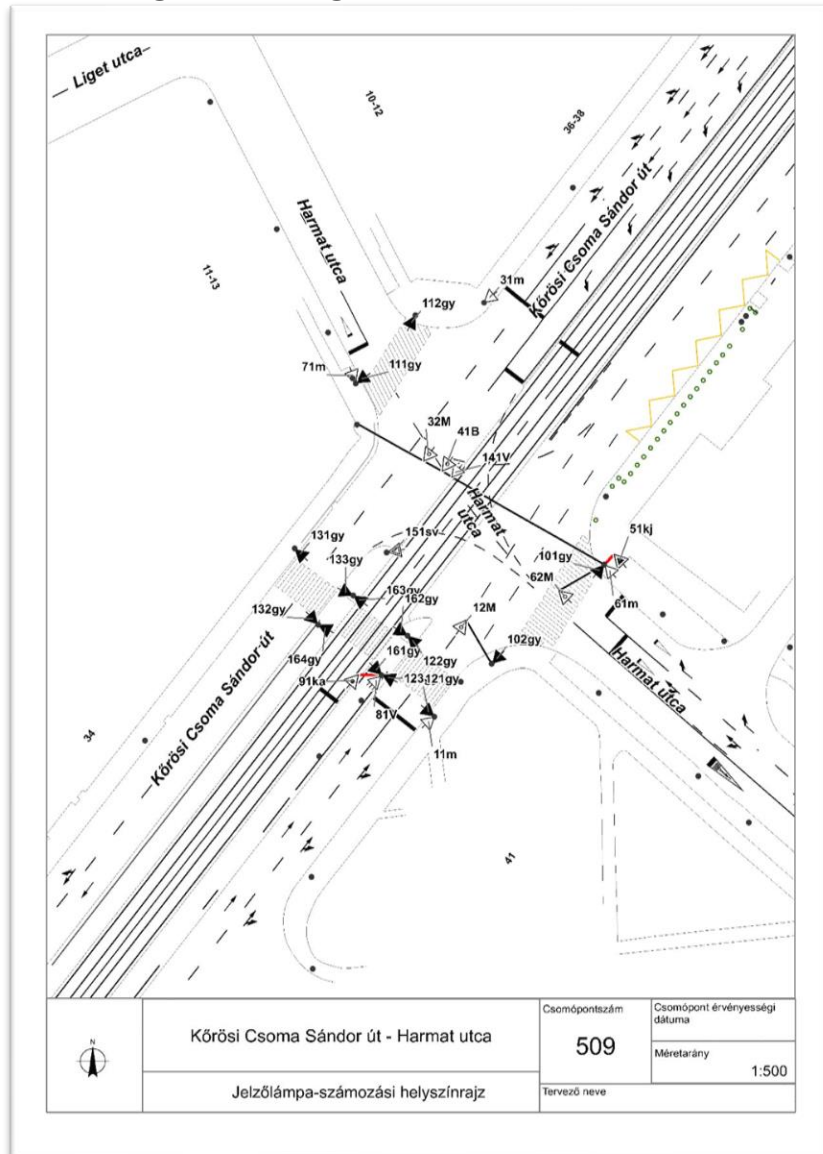 Liget utca
10-12
36-38
Kőrösi Csoma Sándor út
Harmat utca
11-13
31m
112gy
71m
111gy
32M
41B
141V
Harmat
utca
151sv
131gy
133gy
163gy
162gy
101gy
51kj
62M
61m
132gy
12M
102gy
164gy
161gy
122gy
91ka
123
121gy
81V
11m
Harmat utca
Kőrösi Csoma Sándor út
34
41
N
Kőrösi Csoma Sándor út - Harmat utca
Jelzőlámpa-számozási helyszínrajz
Csomópontszám
509
Tervező neve
Csomópont érvényességi
dátuma
Méretarány
1:500